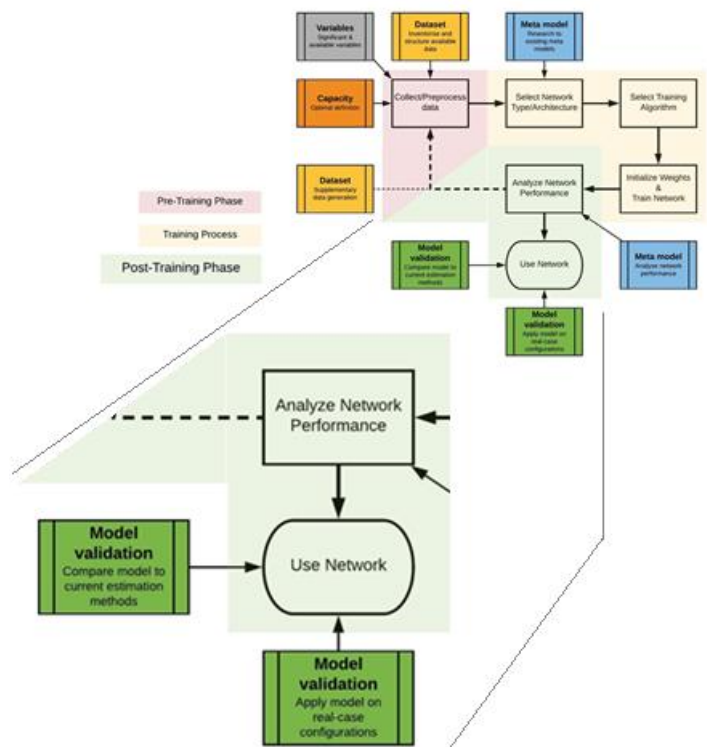 Variables
Significant &
available variables
Dataset
Inventorise and
structure available
data
Meta model
Research to
existing meta
models
Capacity
Optimal definition
Collect/Preprocess
data
Select Network
Type/Architecture
Select Training
Algorithm
Dataset
Supplementary
data generation
Analyze Network
Performance
Initialize Weights
&
Train Network
Pre-Training Phase
Training Process
Post-Training Phase
Model
validation
Compare model to
current estimation
methods
Use Network
Meta model
Analyse network
performance
Model
validation
Apply model on
real-case
configurations
Analyze Network
Performance
Model
validation
Compare model to
current estimation
methods
Use Network
Model
validation
Apply model on
real-case
configurations